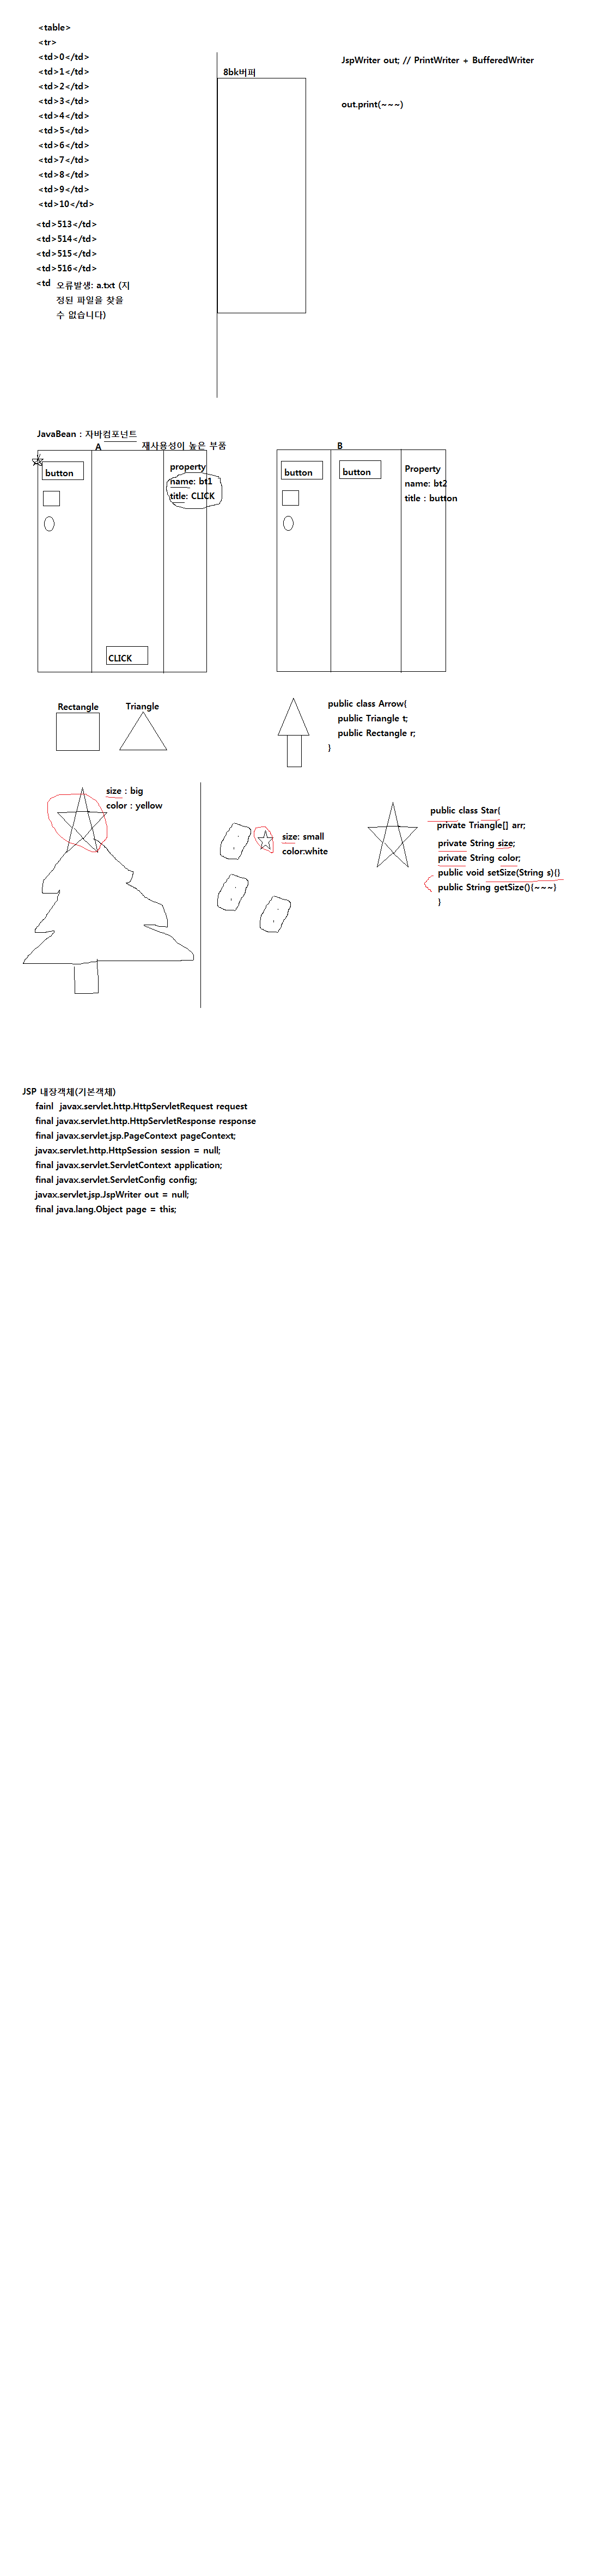 <table>
<tr>
<td>0</td>
<td>1</td>
<td>2</td>
<td>3</td>
<td>4</td>
<td>5</td>
<td>6</td>
<td>7</td>
<td>8</td>
<td>9</td>
<td>10</td>
<td>513</td>
<td>514</td>
<td>515</td>
<td>516</td>
<td 오류발생: a.txt (지
정된 파일을 찾을
수 없습니다)
8bk버퍼
JspWriter out; // PrintWriter + BufferedWriter
out.print(~~~)
JavaBean : 자바컴포넌트
재사용성이 높은 부품
A
button
property
name: bt1
title: CLICK
CLICK
B
button
button
Property
name: bt2
title : button
Rectangle
Triangle
public class Arrow{
public Triangle t;
public Rectangle r;
}
size : big
color : yellow
size: small
color:white
public class Star{
private Triangle[] arr;
private String size;
private String color;
public void setSize(String s){}
public String getSize(){~~~}
}
JSP 내장객체(기본객체)
fainl javax.servlet.http.HttpServletRequest request
final javax.servlet.http.HttpServletResponse response
final javax.servlet.jsp.PageContext pageContext;
javax.servlet.http.HttpSession session = null;
final javax.servlet.ServletContext application;
final javax.servlet.ServletConfig config;
javax.servlet.jsp.JspWriter out = null;
final java.lang.Object page = this;